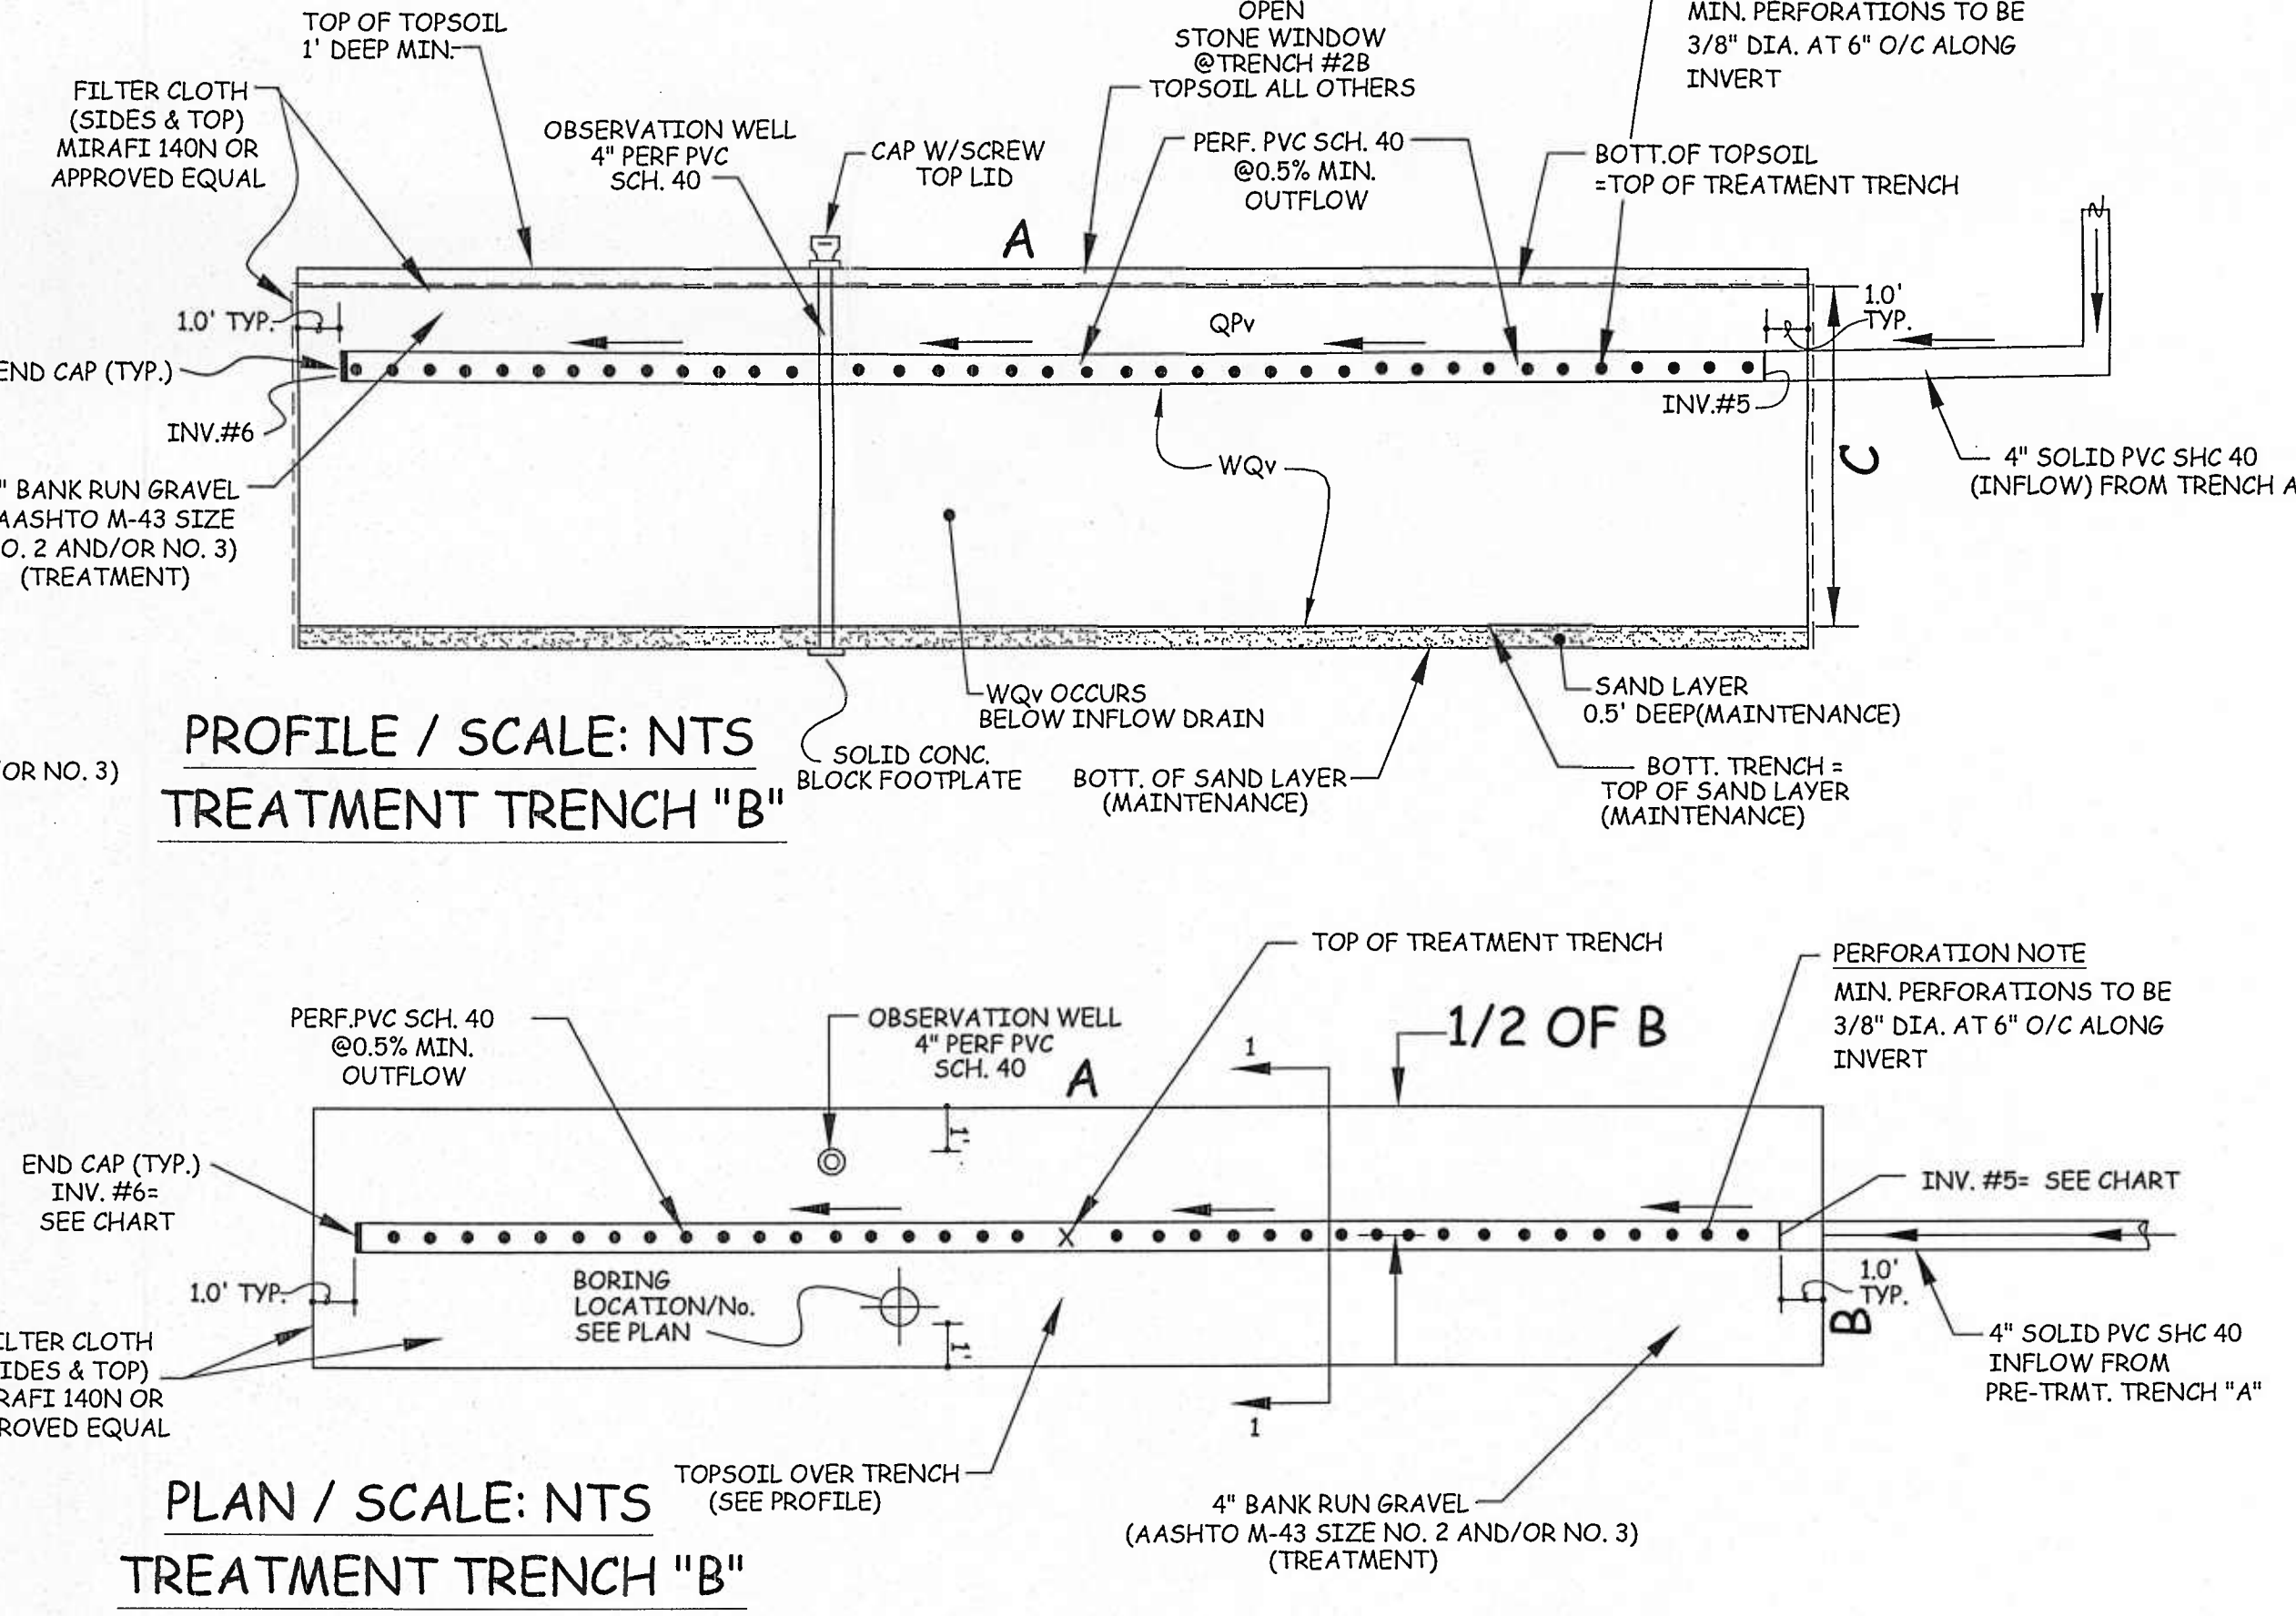 TOP OF TOPSOIL
1' DEEP MIN.
FILTER CLOTH
(SIDES & TOP)
MIRAFI 140N OR
APPROVED EQUAL
OBSERVATION WELL
4" PERF PVC
SCH. 40
CAP W/SCREW
TOP LID
A
OPEN
STONE WINDOW
@TRENCH #2B
TOPSOIL ALL OTHERS
PERF. PVC SCH. 40
@0.5% MIN.
OUTFLOW
MIN. PERFORATIONS TO BE
3/8" DIA. AT 6" O/C ALONG
INVERT
BOTT.OF TOPSOIL
=TOP OF TREATMENT TRENCH
1.0' TYP.
QPv
1.0'
TYP.
END CAP (TYP.)
INV.#6
INV.#5
C
" BANK RUN GRAVEL
AASHTO M-43 SIZE
O. 2 AND/OR NO. 3)
(TREATMENT)
WQv
4" SOLID PVC SHC 40
(INFLOW) FROM TRENCH A
WQv OCCURS
BELOW INFLOW DRAIN
SOLID CONC.
BLOCK FOOTPLATE
BOTT. OF SAND LAYER
(MAINTENANCE)
SAND LAYER
0.5' DEEP(MAINTENANCE)
BOTT. TRENCH =
TOP OF SAND LAYER
(MAINTENANCE)
OR NO. 3)
PROFILE / SCALE: NTS
TREATMENT TRENCH "B"
PERF.PVC SCH. 40
@0.5% MIN.
OUTFLOW
OBSERVATION WELL
4" PERF PVC
SCH. 40
A
TOP OF TREATMENT TRENCH
1
1/2 OF B
PERFORATION NOTE
MIN. PERFORATIONS TO BE
3/8" DIA. AT 6" O/C ALONG
INVERT
1'
END CAP (TYP.)
INV. #6=
SEE CHART
X
INV. #5= SEE CHART
1.0' TYP.
BORING
LOCATION/No.
SEE PLAN
1'
1.0'
TYP.
B
ILTER CLOTH
IDES & TOP)
RAFI 140N OR
PROVED EQUAL
4" SOLID PVC SHC 40
INFLOW FROM
PRE-TRMT. TRENCH "A"
1
TOPSOIL OVER TRENCH
(SEE PROFILE)
4" BANK RUN GRAVEL
(AASHTO M-43 SIZE NO. 2 AND/OR NO. 3)
(TREATMENT)
PLAN / SCALE: NTS
TREATMENT TRENCH "B"